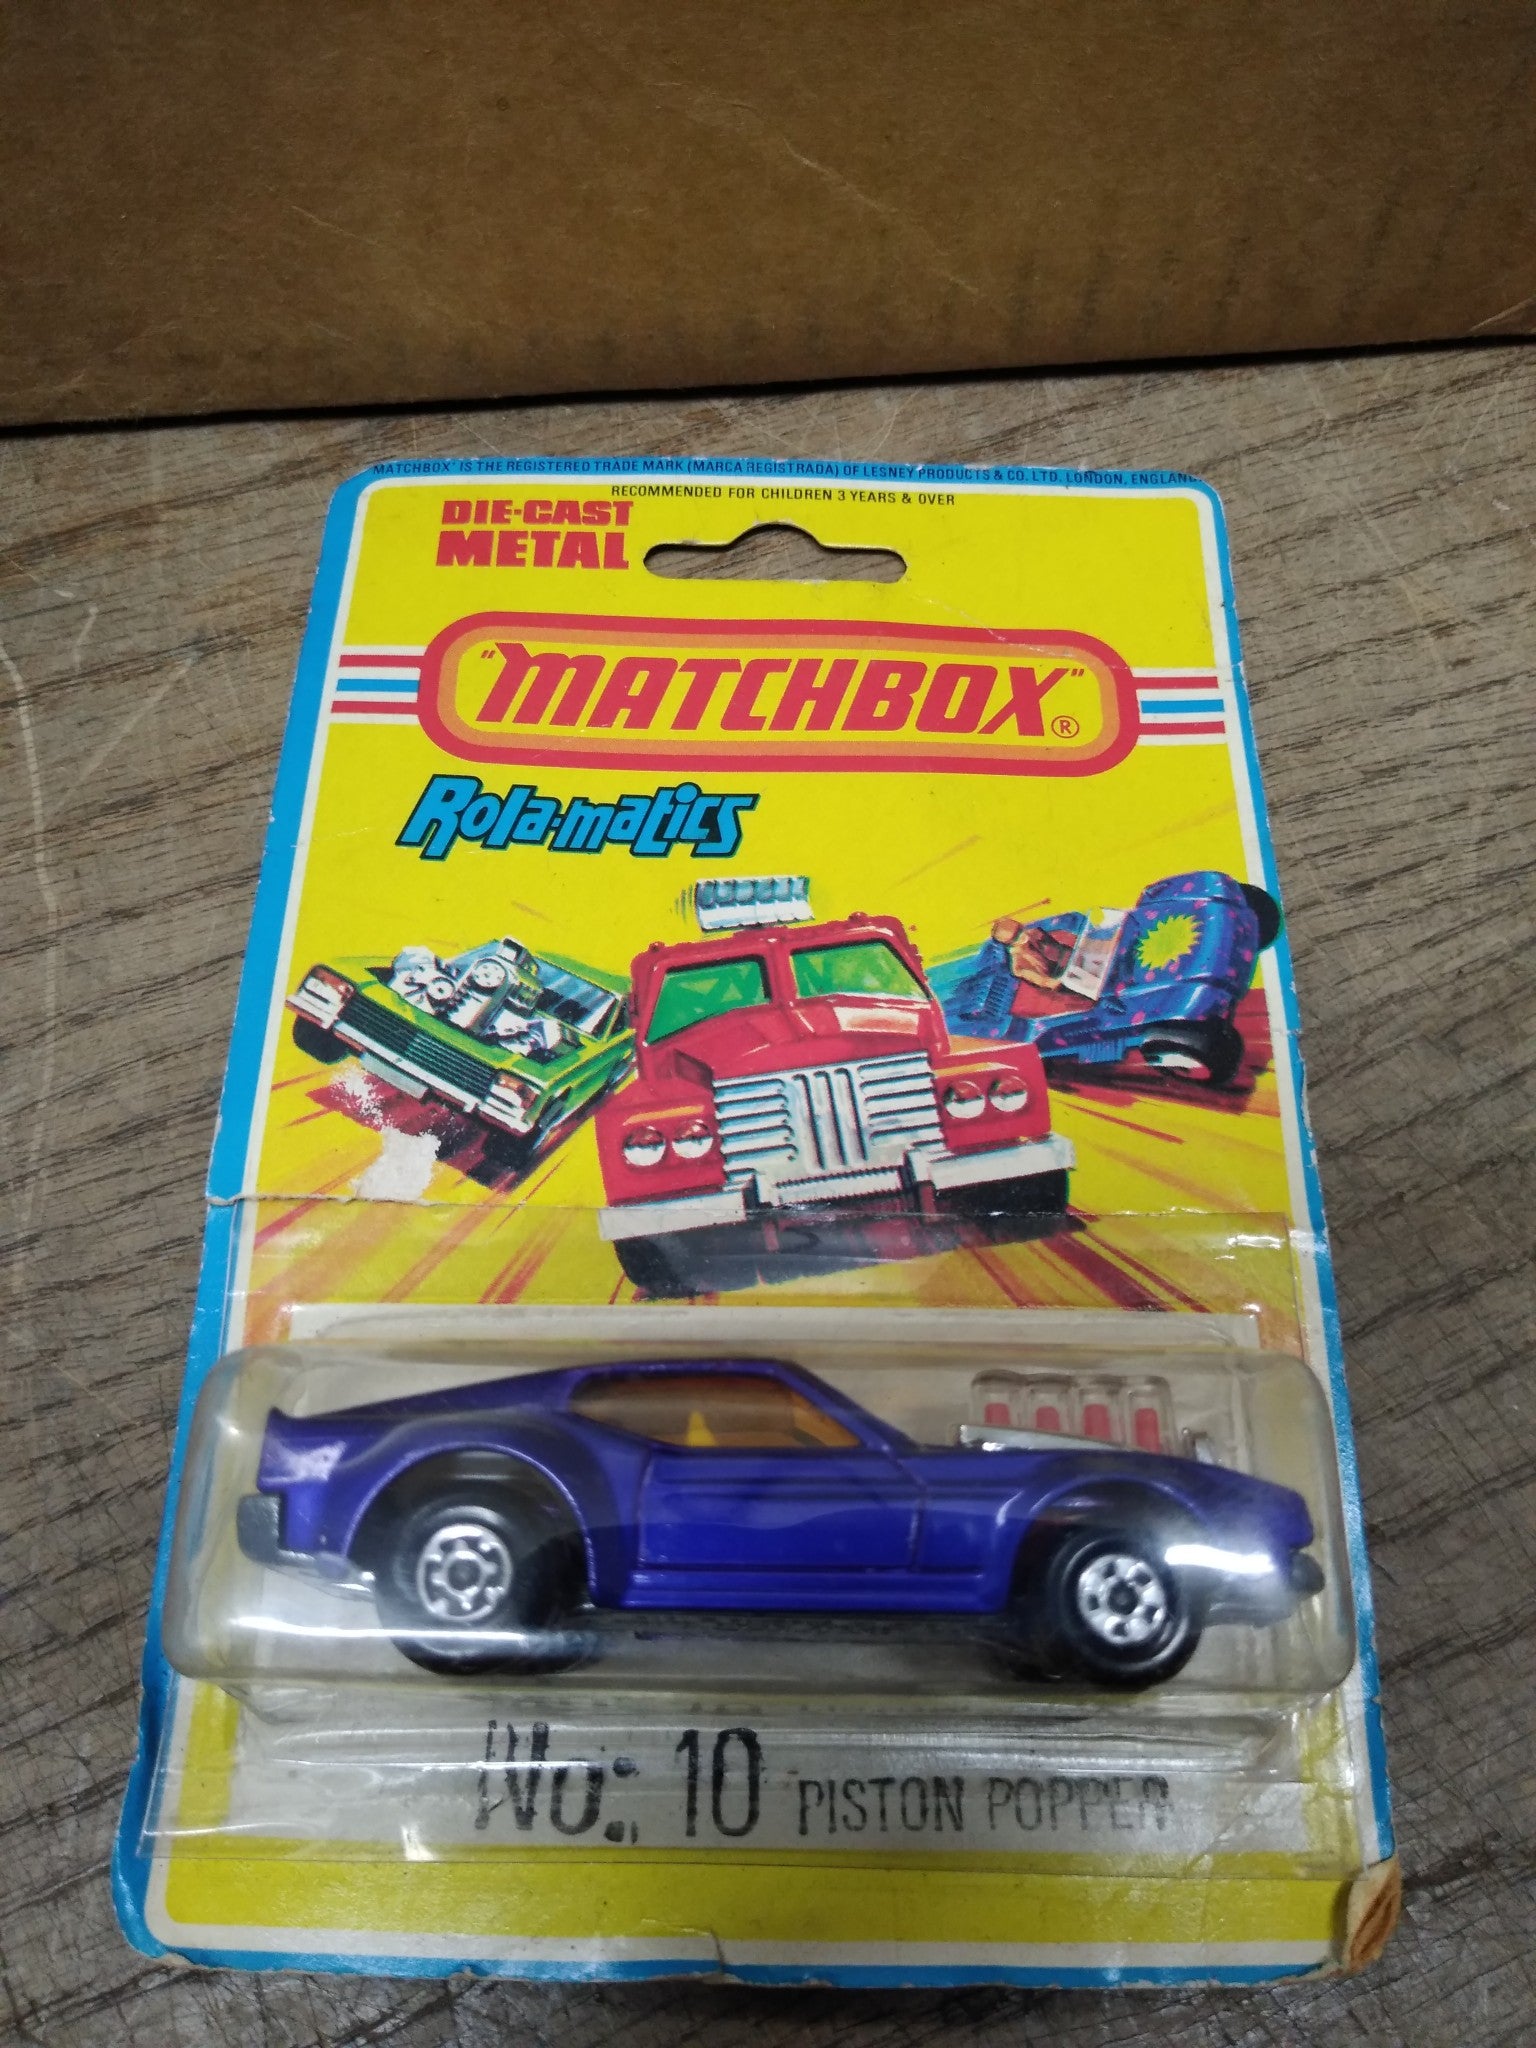 MATCHBOX' IS THE REGISTERED TRADE MARK (MARCA REGISTRADA) OF LESNEY PRODUCTS & CO. LTD. LONDON, ENGLAND.
RECOMMENDED FOR CHILDREN 3 YEARS & OVER
DIE-CAST
METAL
"MATCHBOX"®
Rola-matics
No: 10 PISTON POPPER